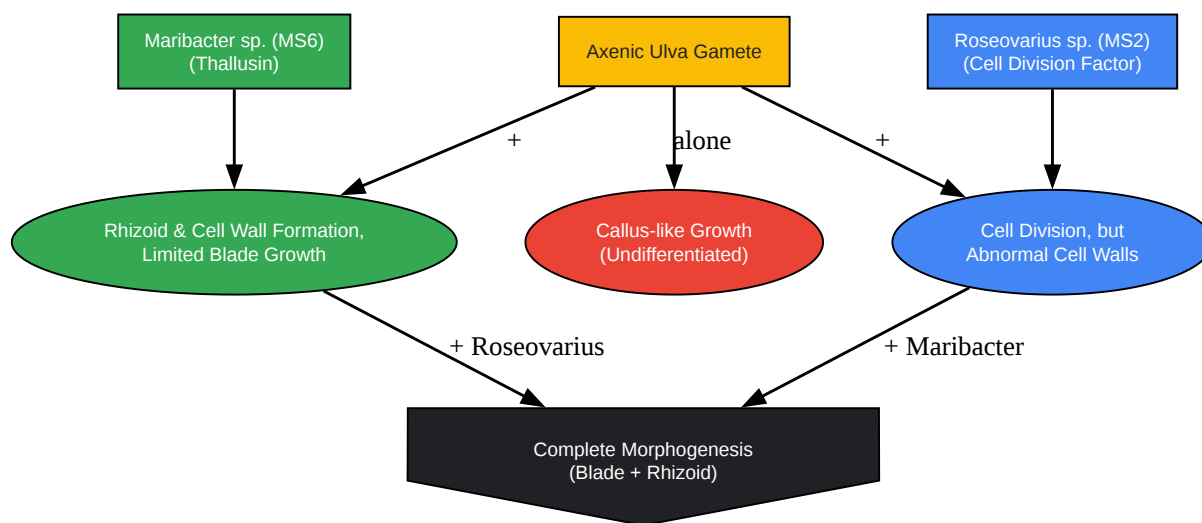 Maribacter sp. (MS6)
(Thallusin)
Axenic Ulva Gamete
Roseovarius sp. (MS2)
(Cell Division Factor)
+
alone
+
Rhizoid & Cell Wall Formation,
Limited Blade Growth
Callus-like Growth
(Undifferentiated)
Cell Division, but
Abnormal Cell Walls
+ Roseovarius
+ Maribacter
Complete Morphogenesis
(Blade + Rhizoid)